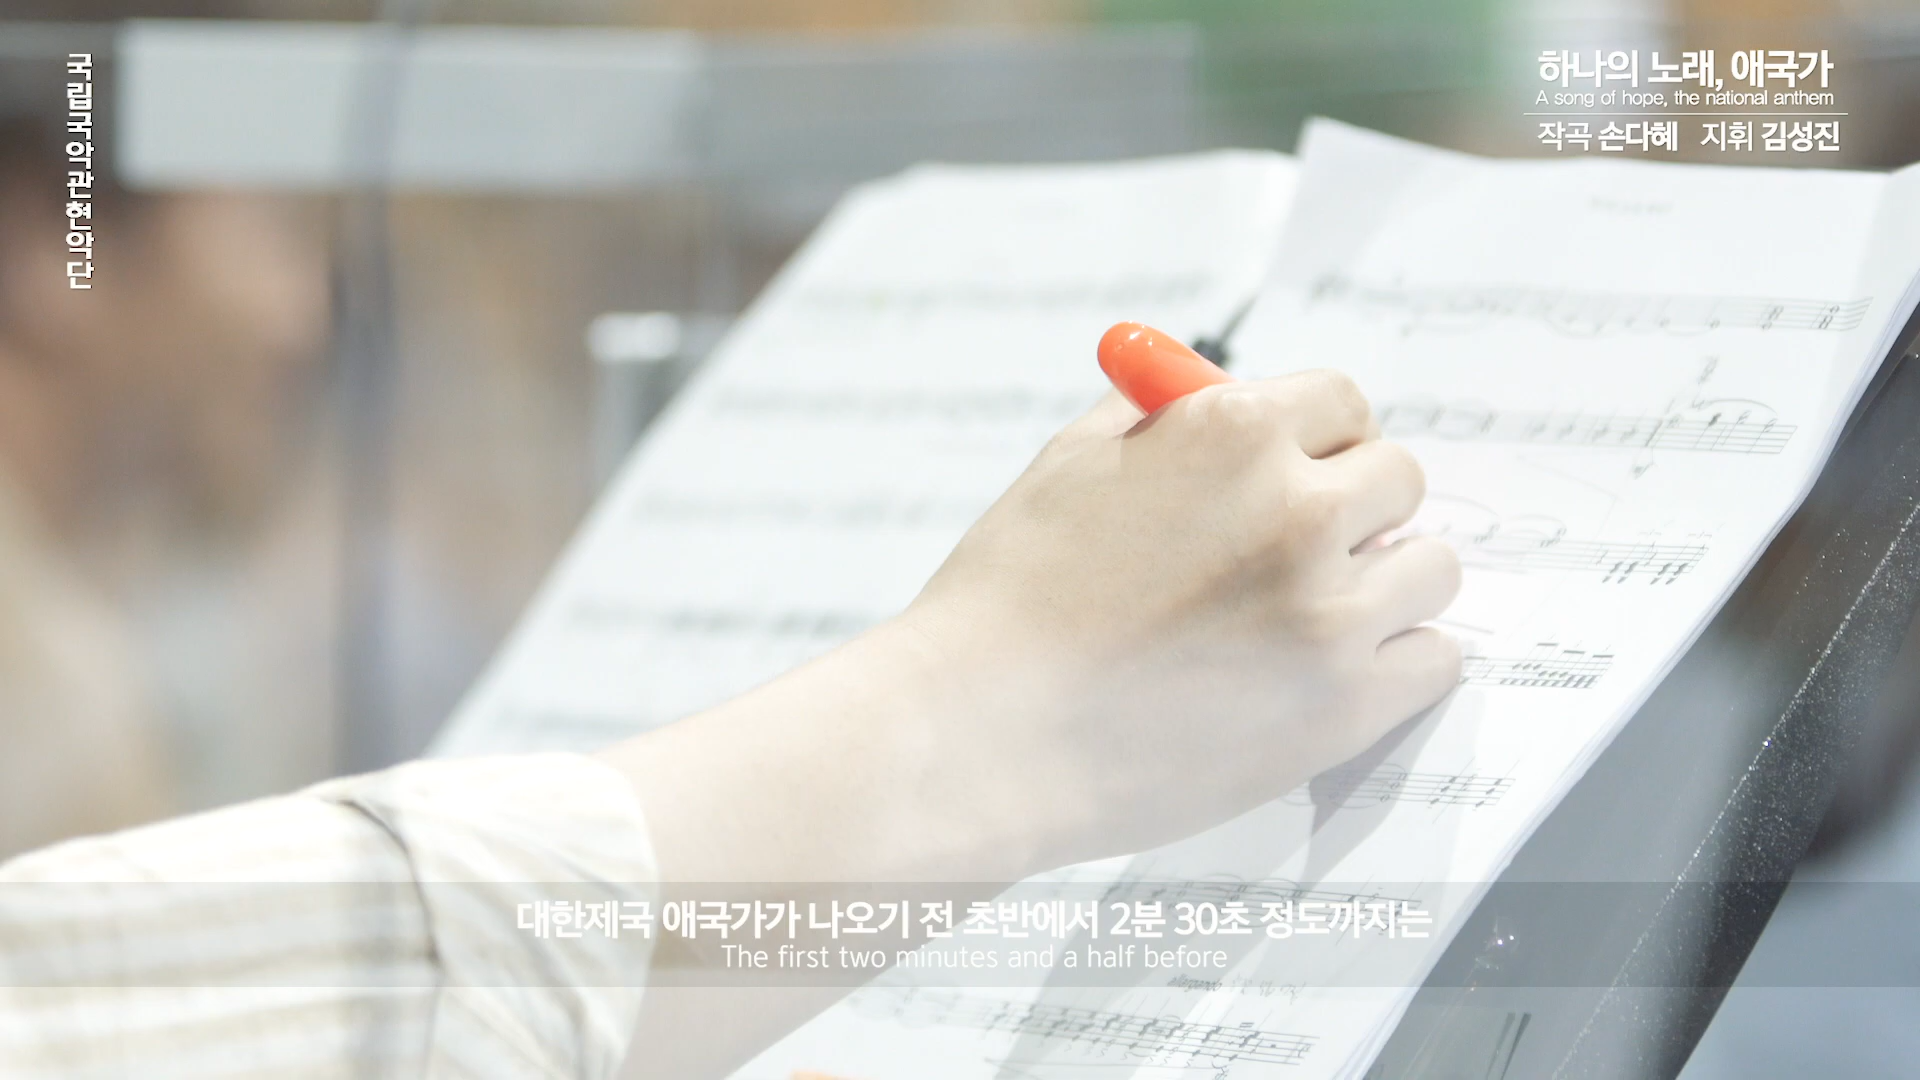 국립국악관현악단
하나의 노래, 애국가
A song of hope, the national anthem
작곡 손다혜 지휘 김성진
대한제국 애국가가 나오기 전 초반에서 2분 30초 정도까지는
The first two minutes and a half before